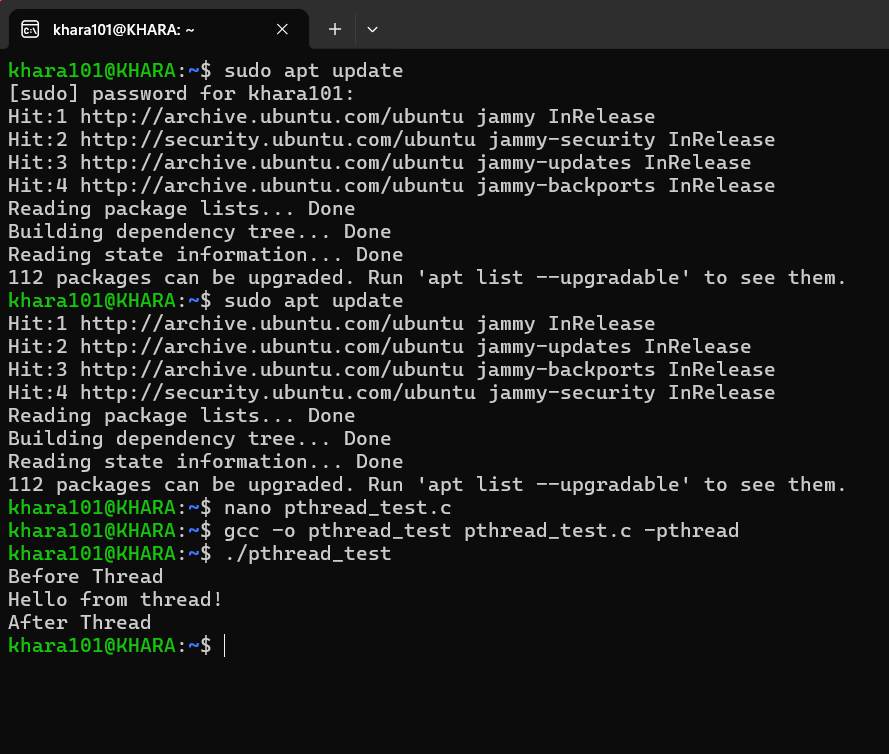 khara101@KHARA: ~
khara101@KHARA:~$ sudo apt update
[sudo] password for khara101:
Hit:1 http://archive.ubuntu.com/ubuntu jammy InRelease
Hit:2 http://security.ubuntu.com/ubuntu jammy-security InRelease
Hit:3 http://archive.ubuntu.com/ubuntu jammy-updates InRelease
Hit:4 http://archive.ubuntu.com/ubuntu jammy-backports InRelease
Reading package lists... Done
Building dependency tree... Done
Reading state information... Done
112 packages can be upgraded. Run 'apt list --upgradable' to see them.
khara101@KHARA:~$ sudo apt update
Hit:1 http://archive.ubuntu.com/ubuntu jammy InRelease
Hit:2 http://archive.ubuntu.com/ubuntu jammy-updates InRelease
Hit:3 http://archive.ubuntu.com/ubuntu jammy-backports InRelease
Hit:4 http://security.ubuntu.com/ubuntu jammy-security InRelease
Reading package lists... Done
Building dependency tree... Done
Reading state information... Done
112 packages can be upgraded. Run 'apt list --upgradable' to see them.
khara101@KHARA:~$ nano pthread_test.c
khara101@KHARA:~$ gcc -o pthread_test pthread_test.c -pthread
khara101@KHARA:~$ ./pthread_test
Before Thread
Hello from thread!
After Thread
khara101@KHARA:~$